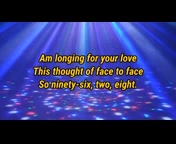 Am longing for your love
This thought of face to face
So ninety-six, two, eight.